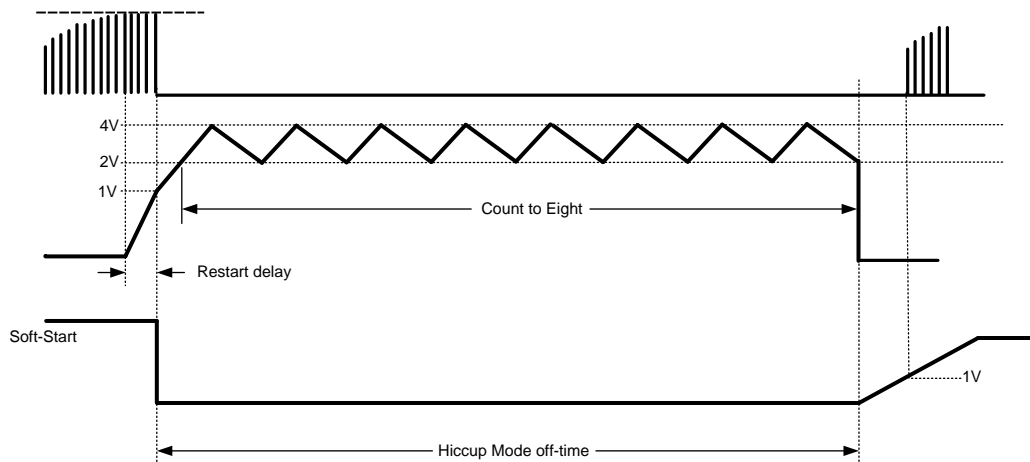 4V
2V
1V
Count to Eight
Restart delay
Soft-Start
1V
Hiccup Mode off-time